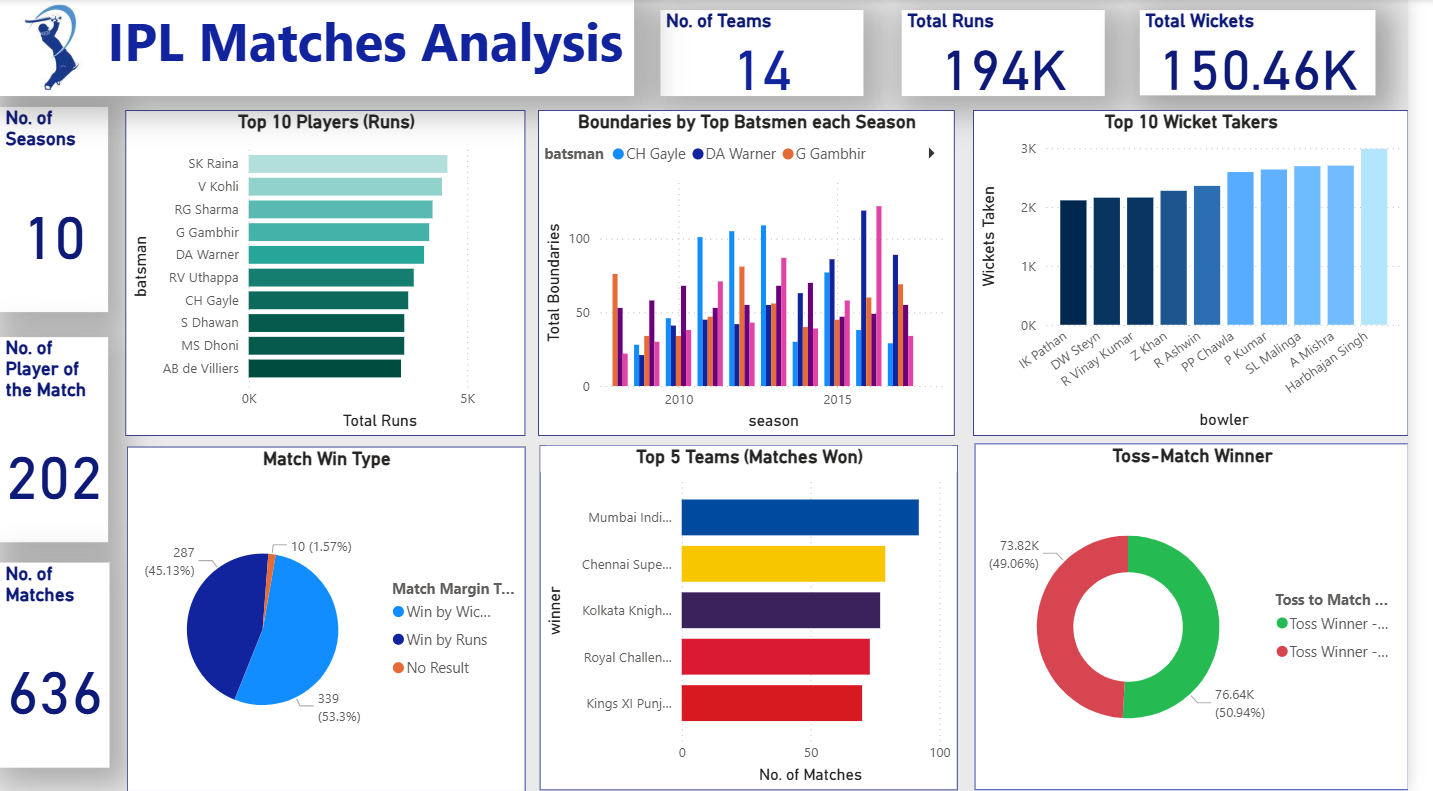 IPL Matches Analysis
No. of Teams
14
Total Runs
194K
Total Wickets
150.46K
No. of
Seasons
10
No. of
Player of
the Match
202
No. of
Matches
636
Top 10 Players (Runs)
batsman
SK Raina
V Kohli
RG Sharma
G Gambhir
DA Warner
RV Uthappa
CH Gayle
S Dhawan
MS Dhoni
AB de Villiers
0K 5K
Total Runs
Boundaries by Top Batsmen each Season
batsman CH Gayle DA Warner G Gambhir
Total Boundaries
100
50
0
2010 2015
season
Top 10 Wicket Takers
Wickets Taken
3K
2K
1K
0K
IK Pathan
DW Steyn
R Vinay Kumar
Z Khan
R Ashwin
PP Chawla
P Kumar
SL Malinga
A Mishra
Harbhajan Singh
bowler
Match Win Type
287
(45.13%)
10 (1.57%)
339
(53.3%)
Match Margin T...
Win by Wic...
Win by Runs
No Result
Top 5 Teams (Matches Won)
winner
Mumbai Indi...
Chennai Supe...
Kolkata Knigh...
Royal Challen...
Kings XI Punj...
0 50 100
No. of Matches
Toss-Match Winner
73.82K
(49.06%)
76.64K
(50.94%)
Toss to Match ...
Toss Winner -...
Toss Winner -...